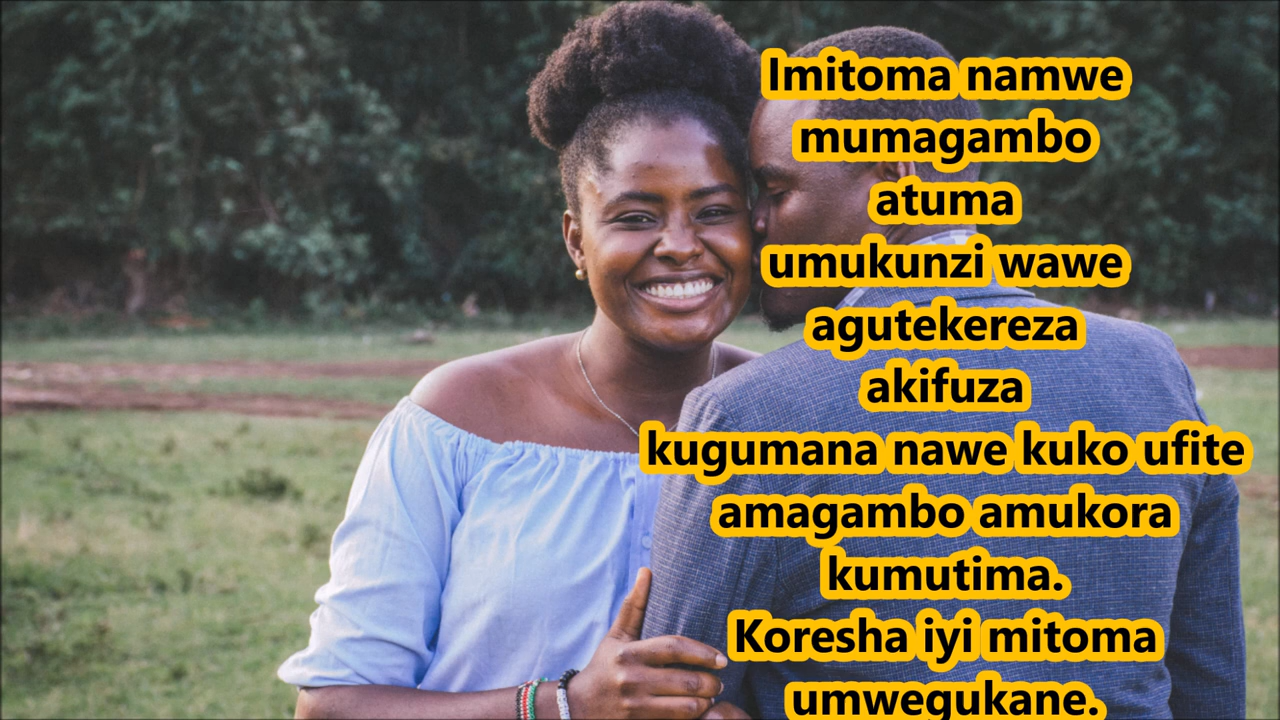 Imitoma namwe
mumagambo
atuma
umukunzi wawe
agutekereza
akifuza
kugumana nawe kuko ufite
amagambo amukora
kumutima.
Koresha iyi mitoma
umwegukane.